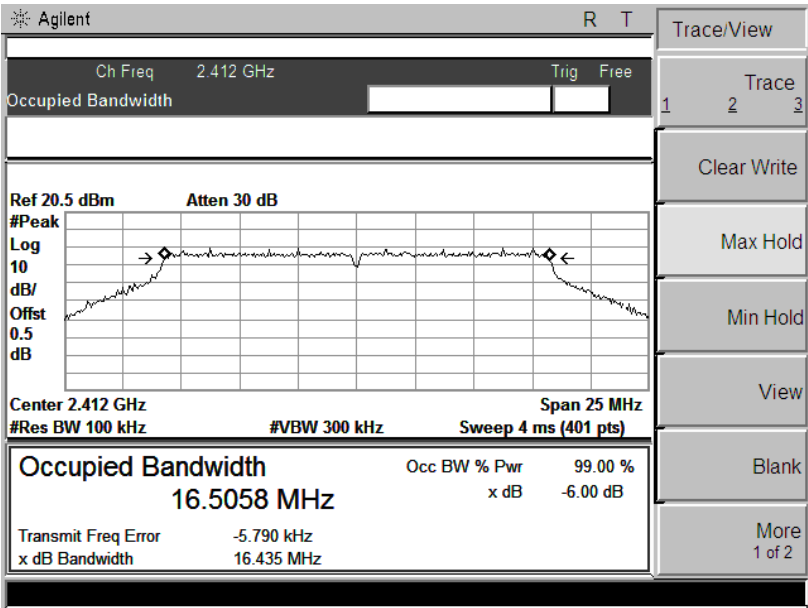 Agilent R T
Ch Freq 2.412 GHz Trig Free
Occupied Bandwidth
Ref 20.5 dBm Atten 30 dB
#Peak
Log
10
dB/
Offst
0.5
dB
Center 2.412 GHz Span 25 MHz
#Res BW 100 kHz #VBW 300 kHz Sweep 4 ms (401 pts)
Occupied Bandwidth Occ BW % Pwr 99.00 %
16.5058 MHz x dB -6.00 dB
Transmit Freq Error -5.790 kHz
x dB Bandwidth 16.435 MHz
Trace/View
Trace
1 2 3
Clear Write
Max Hold
Min Hold
View
Blank
More
1 of 2